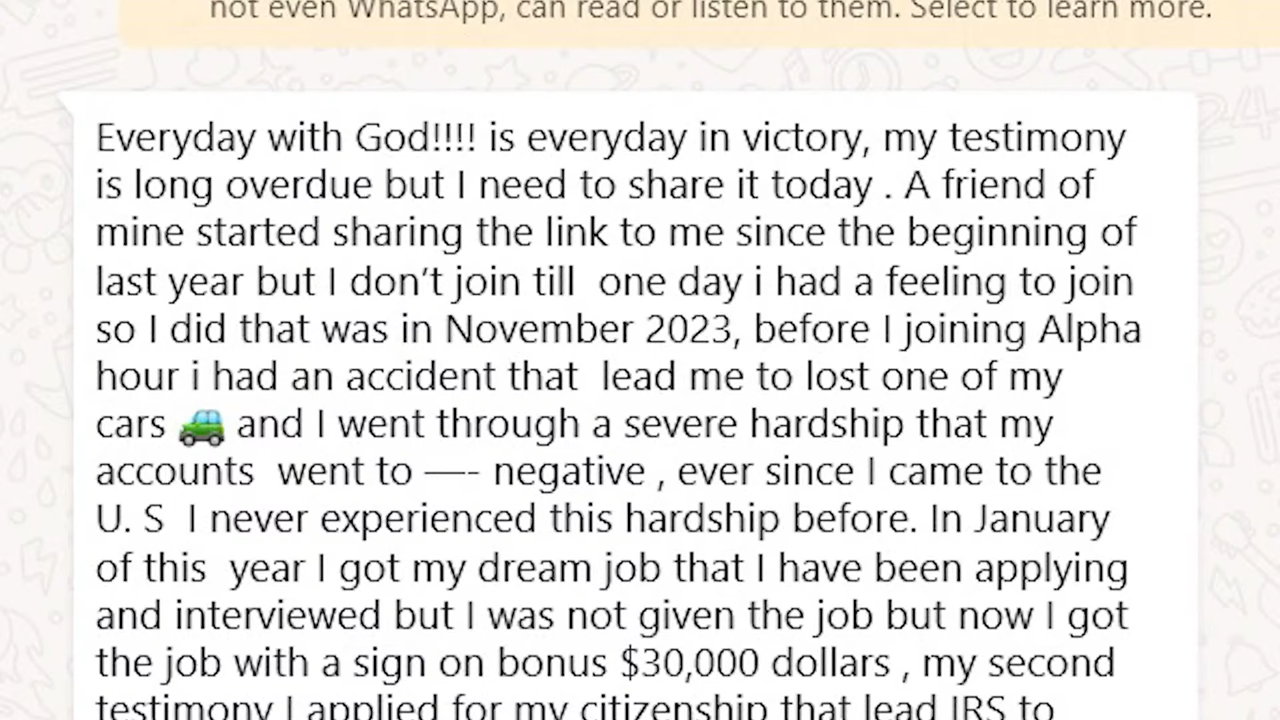 not even WhatsApp, can read or listen to them. Select to learn more.
Everyday with God!!!! is everyday in victory, my testimony
is long overdue but I need to share it today . A friend of
mine started sharing the link to me since the beginning of
last year but I don’t join till  one day i had a feeling to join
so I did that was in November 2023, before I joining Alpha
hour i had an accident that  lead me to lost one of my
cars 🚙 and I went through a severe hardship that my
accounts  went to —-- negative , ever since I came to the
U. S  I never experienced this hardship before. In January
of this  year I got my dream job that I have been applying
and interviewed but I was not given the job but now I got
the job with a sign on bonus $30,000 dollars , my second
testimony I applied for my citizenship that lead IRS to